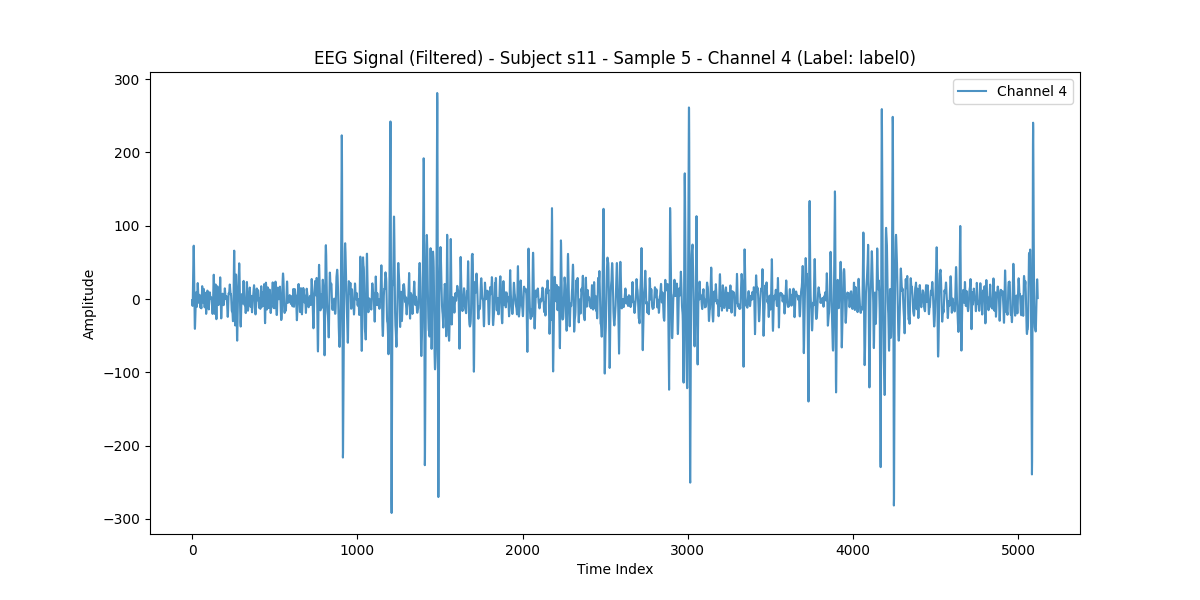 EEG Signal (Filtered) - Subject s11 - Sample 5 - Channel 4 (Label: label0)
Channel 4
300
200
100
0
−100
−200
−300
Amplitude
0 1000 2000 3000 4000 5000
Time Index